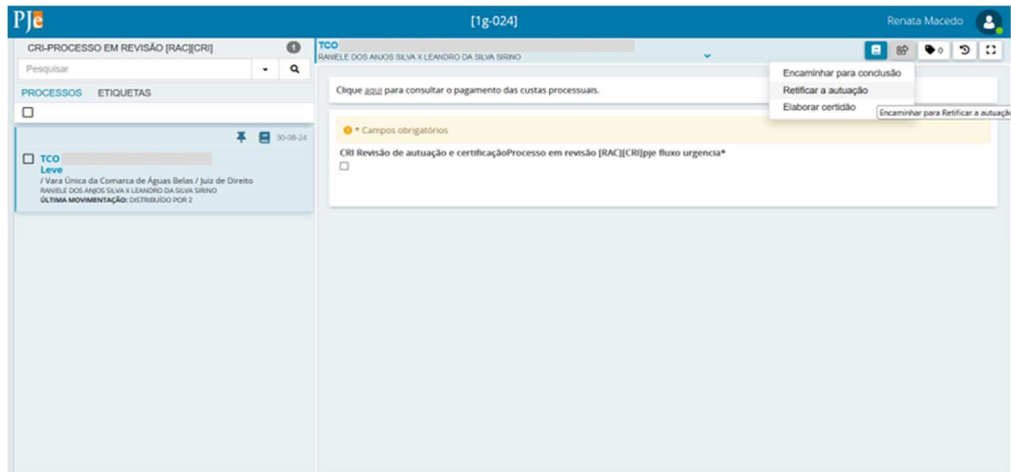 PJe
[1g-024]
Renata Macedo
CRI-PROCESSO EM REVISÃO [RAC][CRI]
1
Pesquisar
PROCESSOS ETIQUETAS
30-08-24
TCO
Leve
/ Vara Única da Comarca de Águas Belas / Juiz de Direito
RANIELE DOS ANJOS SILVA X LEANDRO DA SILVA SIRINO
ÚLTIMA MOVIMENTAÇÃO: DISTRIBUÍDO POR 2
TCO
RANIELE DOS ANJOS SILVA X LEANDRO DA SILVA SIRINO
0
Encaminhar para conclusão
Retificar a autuação
Elaborar certidão
Encaminhar para Retificar a autuação
Clique aqui para consultar o pagamento das custas processuais.
* Campos obrigatórios
CRI Revisão de autuação e certificaçãoProcesso em revisão [RAC][CRI]pje fluxo urgencia*